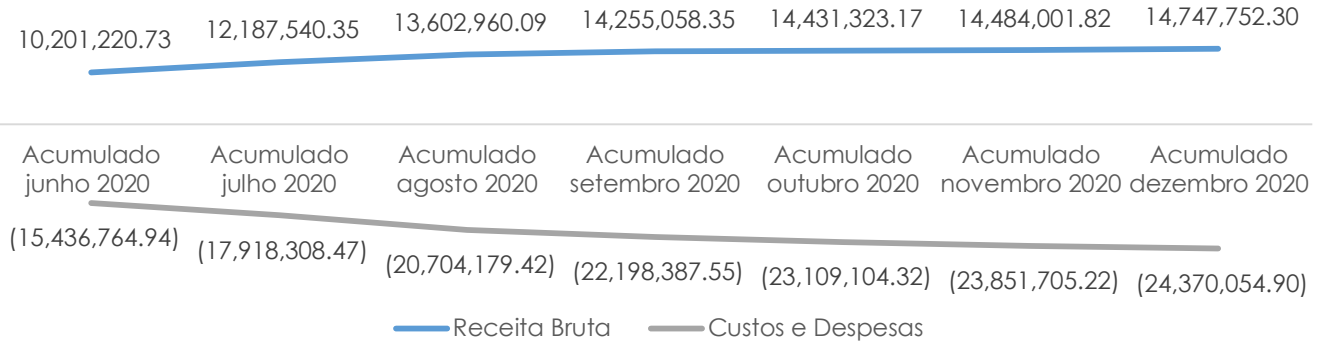 10,201,220.73 12,187,540.35 13,602,960.09 14,255,058.35 14,431,323.17 14,484,001.82 14,747,752.30
Acumulado Acumulado Acumulado Acumulado Acumulado Acumulado Acumulado
junho 2020 julho 2020 agosto 2020 setembro 2020 outubro 2020 novembro 2020 dezembro 2020
(15,436,764.94) (17,918,308.47) (20,704,179.42) (22,198,387.55) (23,109,104.32) (23,851,705.22) (24,370,054.90)
Receita Bruta Custos e Despesas